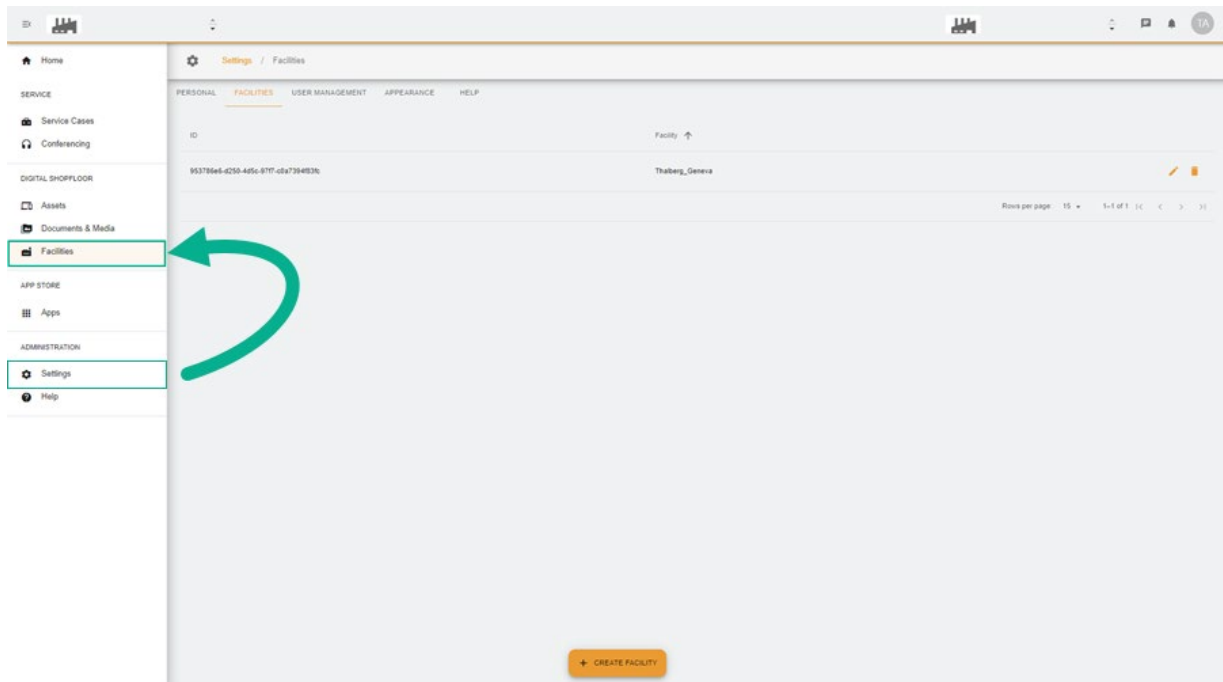 TA
Home
Settings / Facilities
SERVICE
PERSONAL FACILITIES USER MANAGEMENT APPEARANCE HELP
Service Cases
ID Facility
Conferencing
953786e6-d250-4d5c-97f7-c0a7394f83fc Thalberg_Geneva
DIGITAL SHOPFLOOR
Assets
Rows per page: 15 1-1 of 1
Documents & Media
Facilities
APP STORE
Apps
ADMINISTRATION
Settings
Help
+ CREATE FACILITY